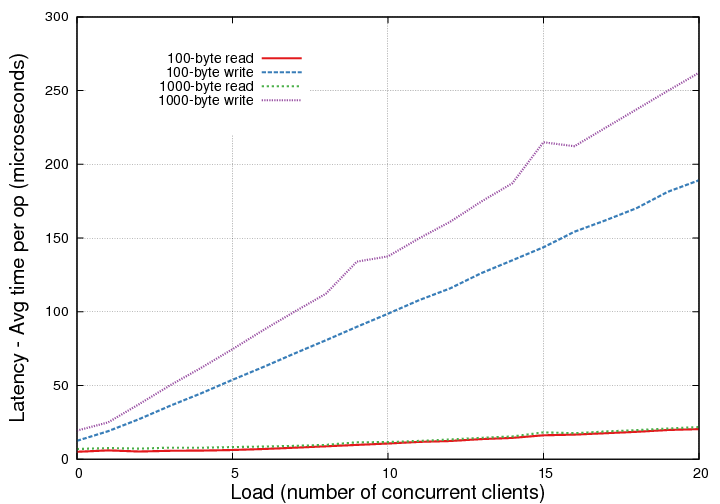 300
250
200
150
100
50
0
Latency - Avg time per op (microseconds)
100-byte read
100-byte write
1000-byte read
1000-byte write
0 5 10 15 20
Load (number of concurrent clients)